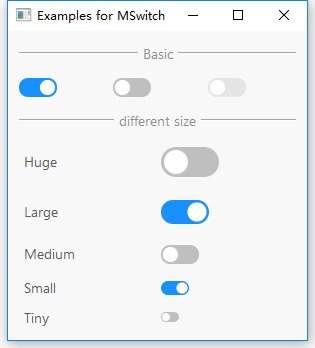 Examples for MSwitch
Basic
different size
Huge
Large
Medium
Small
Tiny